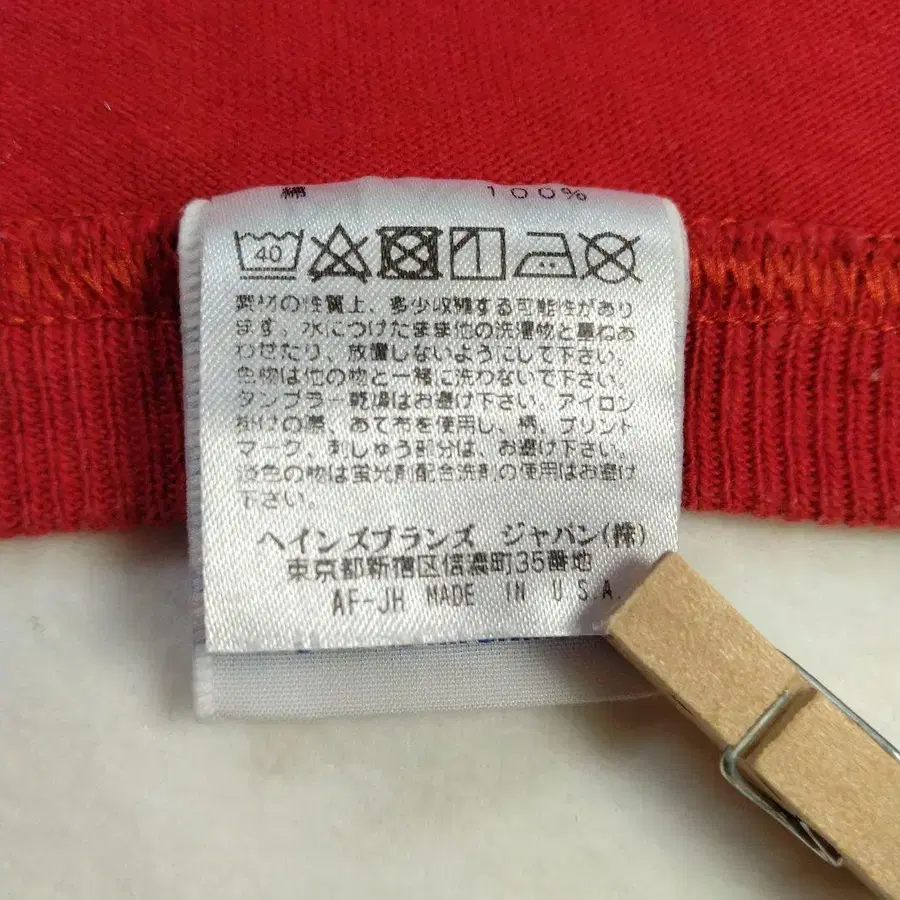 綿 100%
40
素材の性質上、多少収縮する可能性があり
ます。水につけたまま他の洗濯物と重ねあ
わせたり、放置しないようにして下さい。
色物は他の物と一緒に洗わないで下さい。
タンブラー乾燥はお避け下さい。アイロン
掛けの際、あて布を使用し、柄、プリント
マーク、刺しゅう部分は、お避け下さい。
淡色の物は蛍光剤配合洗剤の使用はお避け
下さい。
ヘインズブランズ ジャパン(株)
東京都新宿区信濃町35番地
AF-JH MADE IN U.S.A.